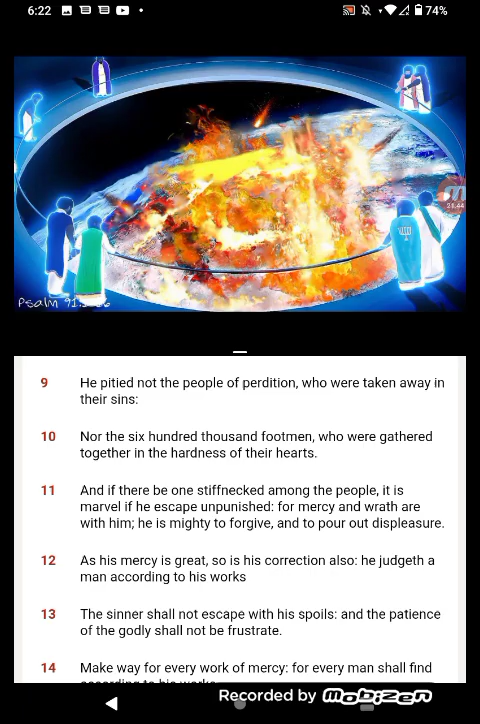 6:22
74%
21:44
Psalm 91:
9 He pitied not the people of perdition, who were taken away in
their sins:
10 Nor the six hundred thousand footmen, who were gathered
together in the hardness of their hearts.
11 And if there be one stiffnecked among the people, it is
marvel if he escape unpunished: for mercy and wrath are
with him; he is mighty to forgive, and to pour out displeasure.
12 As his mercy is great, so is his correction also: he judgeth a
man according to his works
13 The sinner shall not escape with his spoils: and the patience
of the godly shall not be frustrate.
14 Make way for every work of mercy: for every man shall find
according to his works.
Recorded by Mobizen